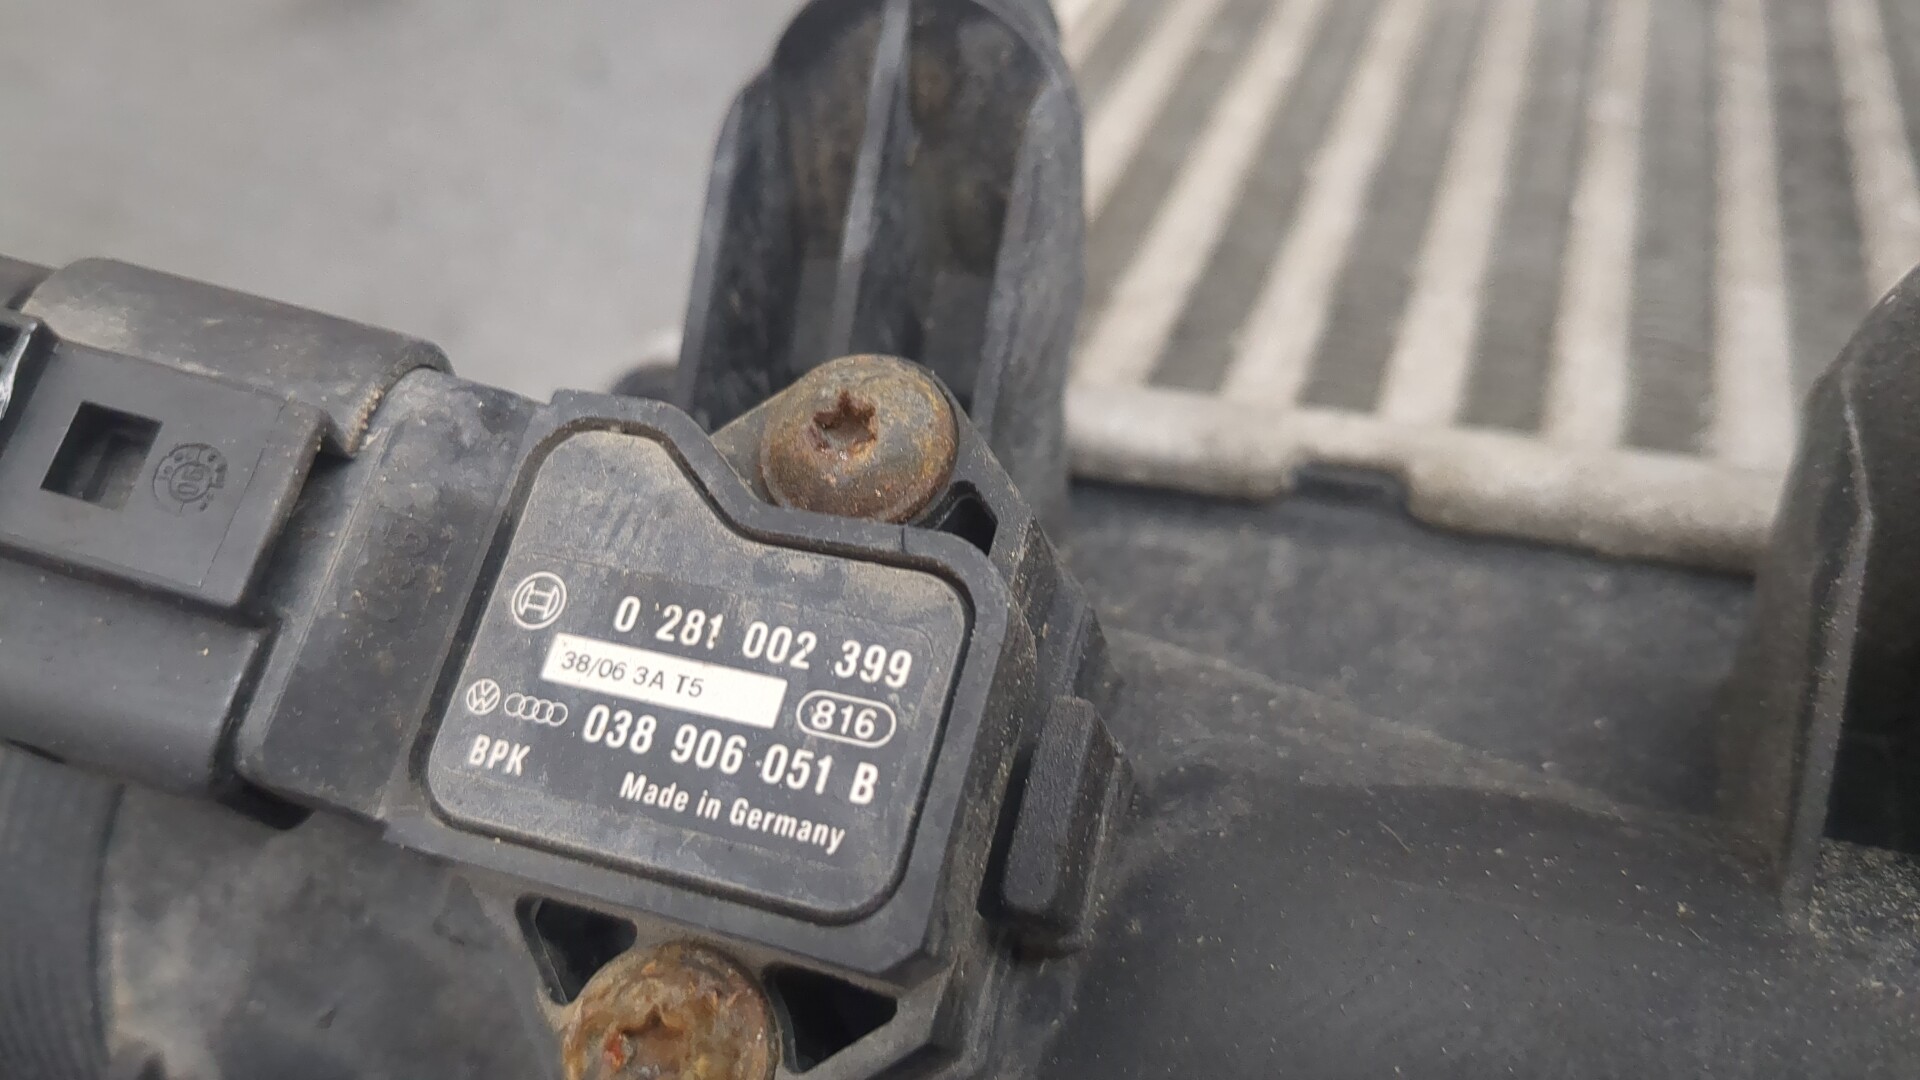 0 281 002 399
38/06 3A T5
816
038 906 051 B
BPK
Made in Germany